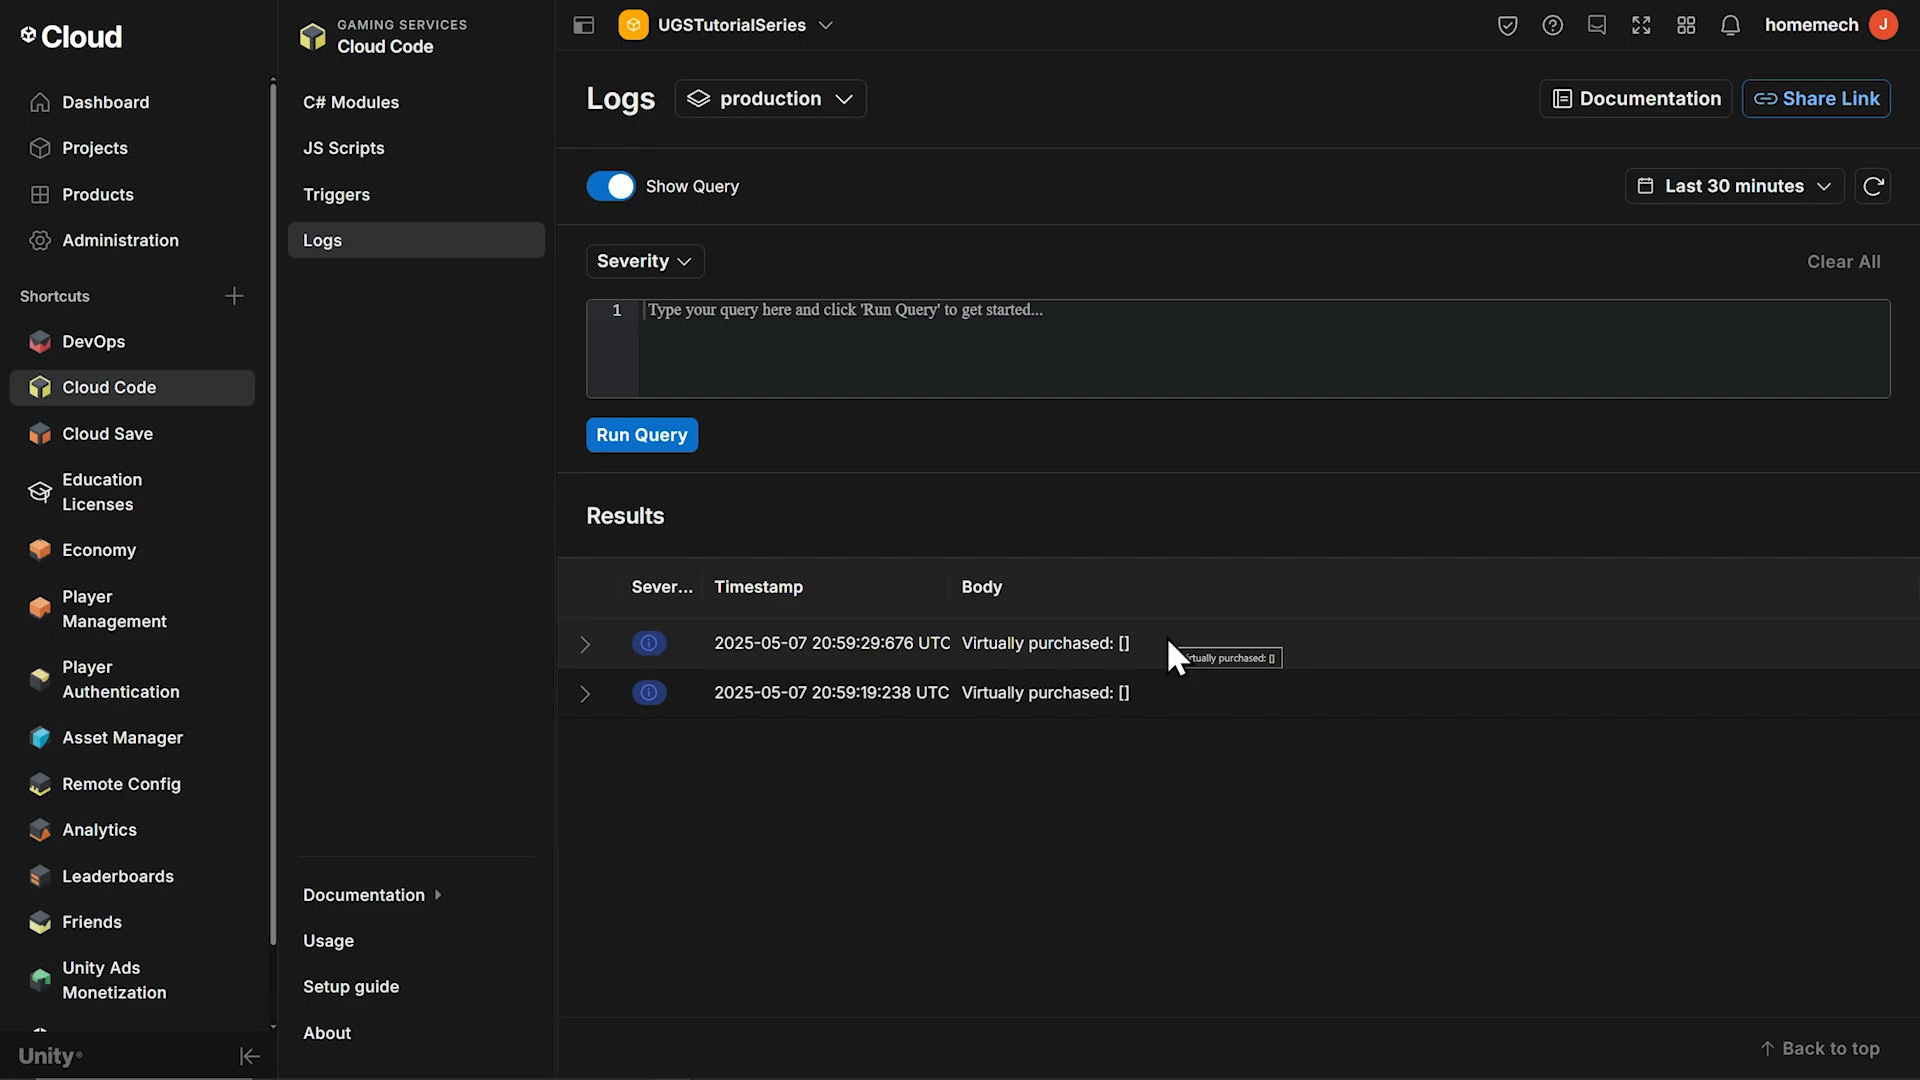 Cloud
Dashboard
Projects
Products
Administration
Shortcuts
DevOps
Cloud Code
Cloud Save
Education
Licenses
Economy
Player
Management
Player
Authentication
Asset Manager
Remote Config
Analytics
Leaderboards
Friends
Unity Ads
Monetization
Unity
GAMING SERVICES
Cloud Code
C# Modules
JS Scripts
Triggers
Logs
Documentation
Usage
Setup guide
About
UGSTutorialSeries
homemech J
Logs production
Documentation Share Link
Show Query
Last 30 minutes
Severity
Clear All
1 Type your query here and click 'Run Query' to get started...
Run Query
Results
Sever... Timestamp Body
2025-05-07 20:59:29:676 UTC Virtually purchased: []
purchased: []
2025-05-07 20:59:19:238 UTC Virtually purchased: []
Back to top